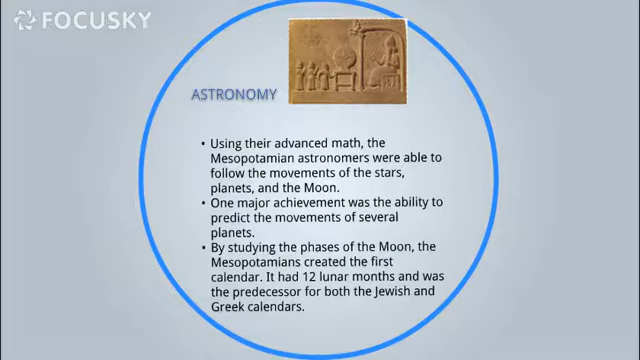 FOCUSKY
ASTRONOMY
• Using their advanced math, the
Mesopotamian astronomers were able to
follow the movements of the stars,
planets, and the Moon.
• One major achievement was the ability to
predict the movements of several
planets.
• By studying the phases of the Moon, the
Mesopotamians created the first
calendar. It had 12 lunar months and was
the predecessor for both the Jewish and
Greek calendars.